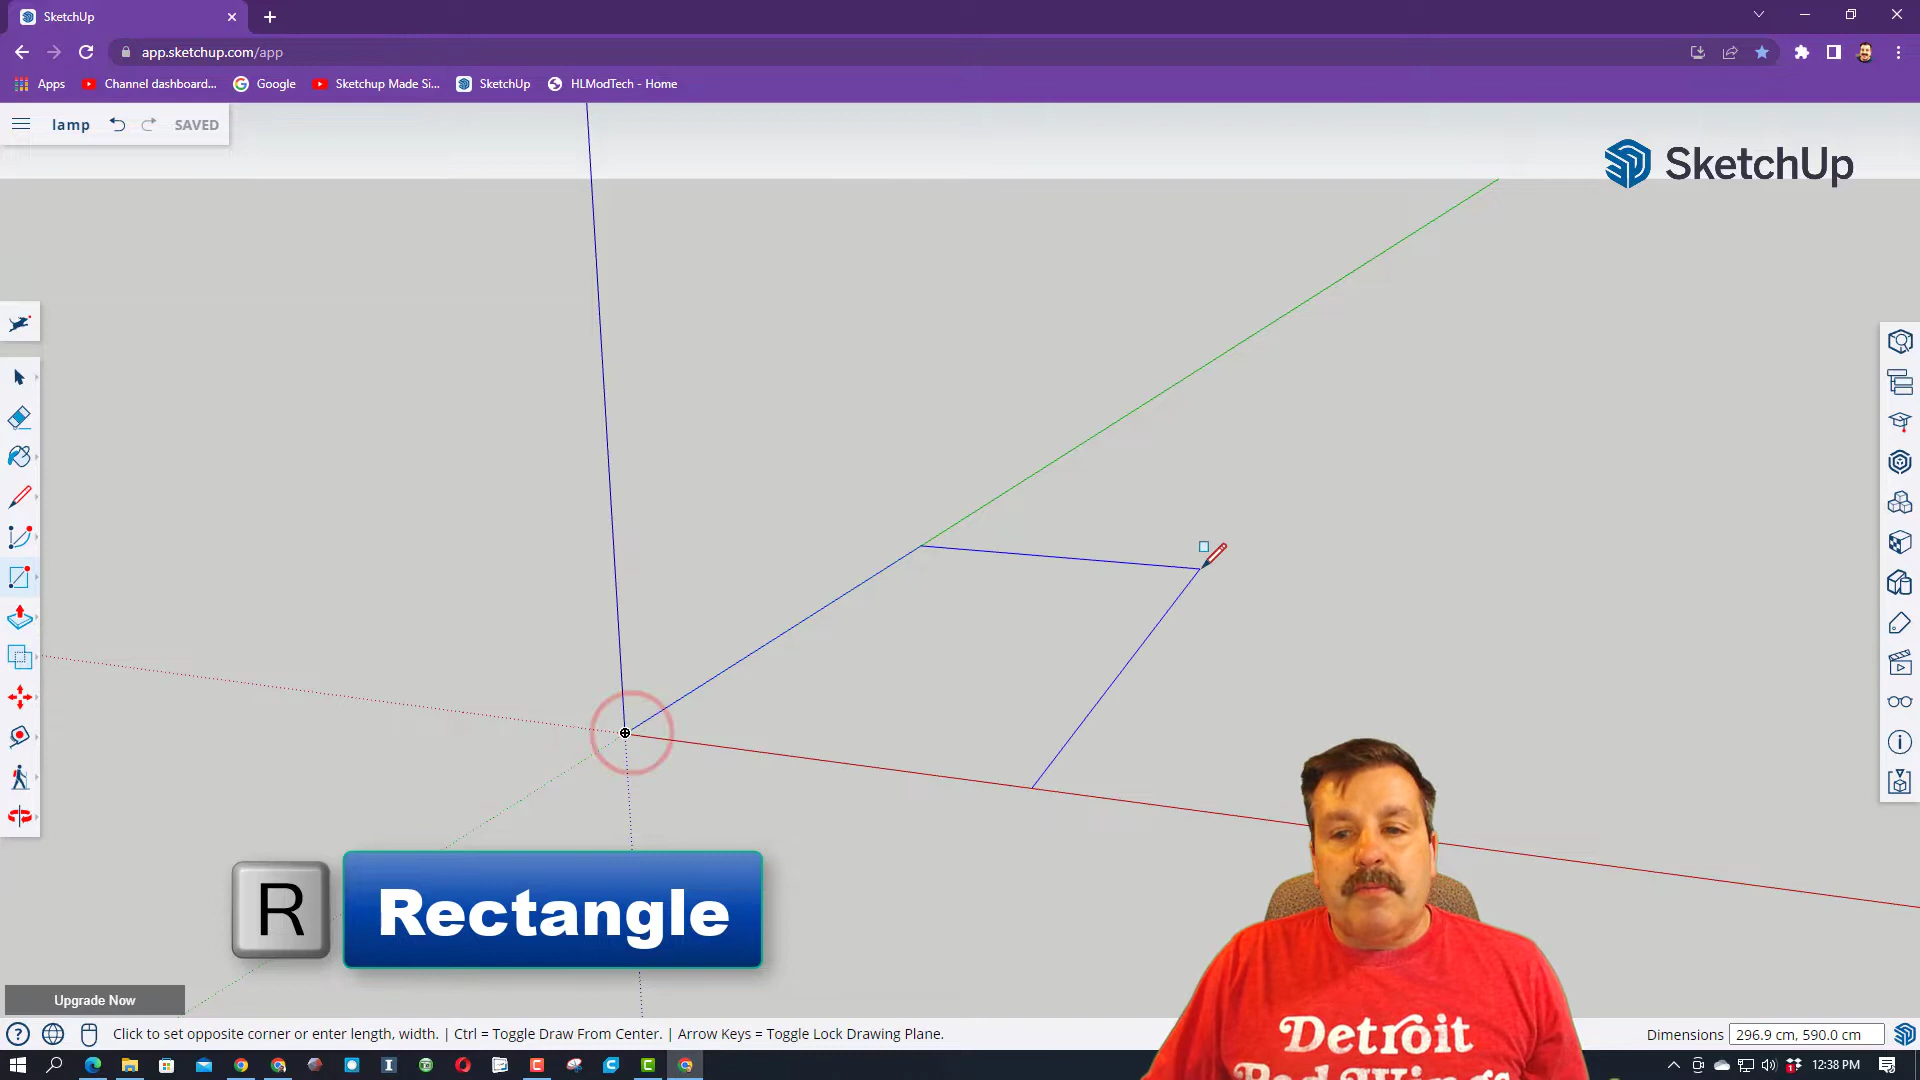 SketchUp
app.sketchup.com/app
Apps
Channel dashboard...
Google
Sketchup Made Si...
SketchUp
HLModTech - Home
lamp
SAVED
SketchUp
R
Rectangle
Upgrade Now
Click to set opposite corner or enter length, width. | Ctrl = Toggle Draw From Center. | Arrow Keys = Toggle Lock Drawing Plane.
Dimensions
296.9 cm, 590.0 cm
Detroit
Red Wings
12:38 PM